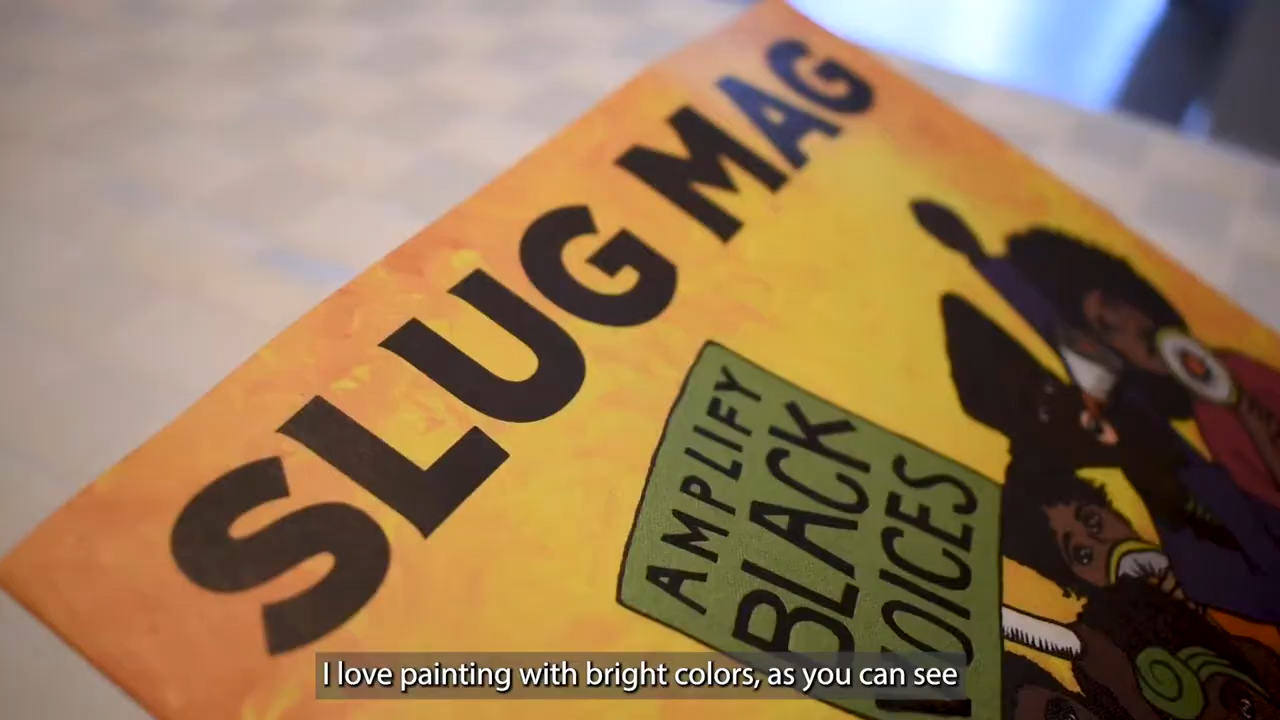 SLUG MAG
AMPLIFY
BLACK
VOICES
I love painting with bright colors, as you can see